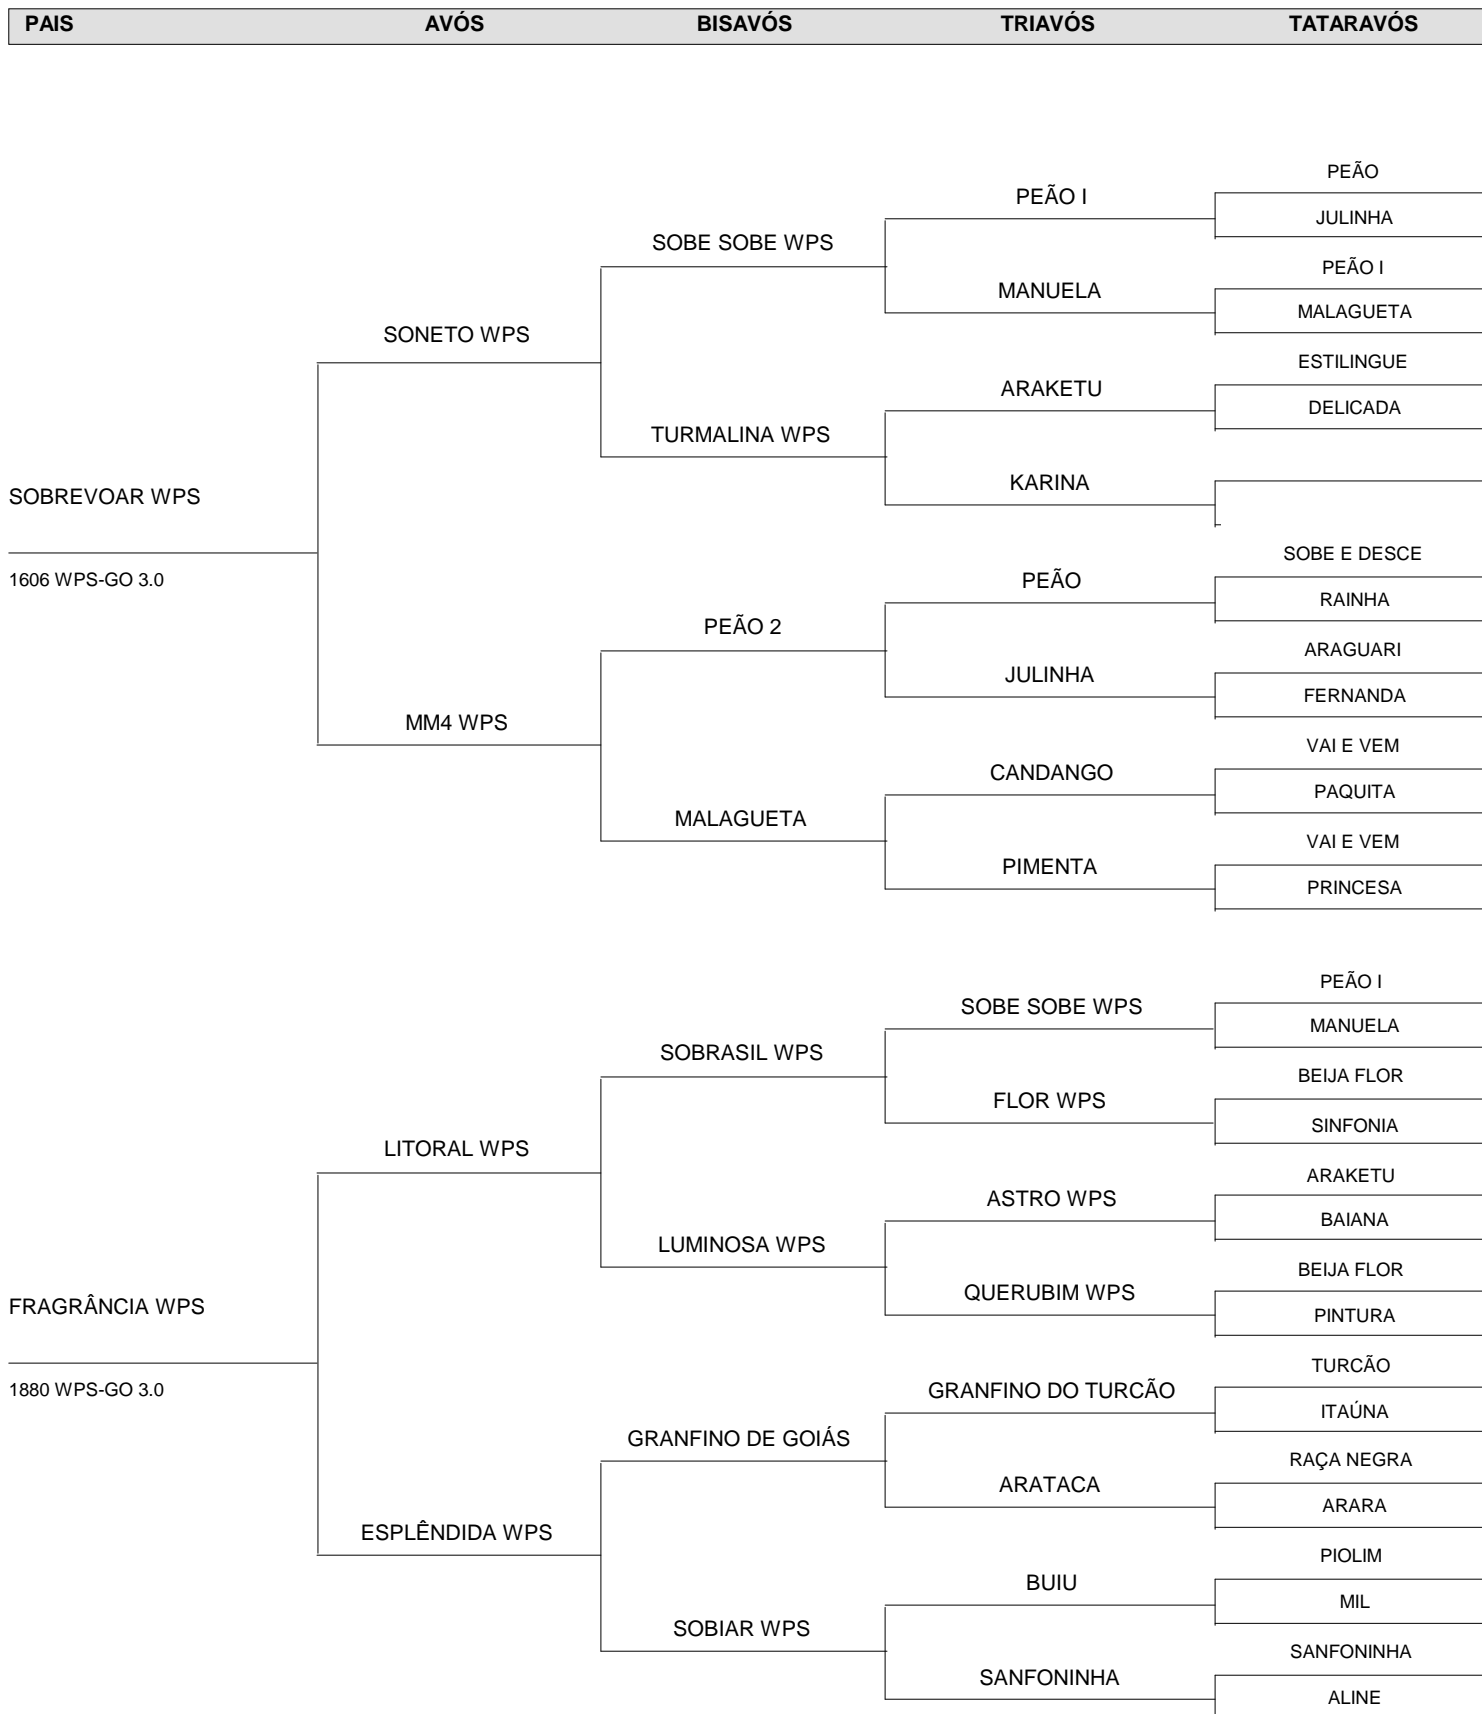 PAIS AVÓS BISAVÓS TRIAVÓS TATARAVÓS
PEÃO
PEÃO I
JULINHA
SOBE SOBE WPS
PEÃO I
MANUELA
MALAGUETA
SONETO WPS
ESTILINGUE
ARAKETU
DELICADA
TURMALINA WPS
KARINA
SOBREVOAR WPS
SOBE E DESCE
1606 WPS-GO 3.0
PEÃO
RAINHA
PEÃO 2
ARAGUARI
JULINHA
FERNANDA
MM4 WPS
VAI E VEM
CANDANGO
PAQUITA
MALAGUETA
VAI E VEM
PIMENTA
PRINCESA
PEÃO I
SOBE SOBE WPS
MANUELA
SOBRASIL WPS
BEIJA FLOR
FLOR WPS
SINFONIA
LITORAL WPS
ARAKETU
ASTRO WPS
BAIANA
LUMINOSA WPS
BEIJA FLOR
QUERUBIM WPS
FRAGRÂNCIA WPS
PINTURA
TURCÃO
1880 WPS-GO 3.0
GRANFINO DO TURCÃO
ITAÚNA
GRANFINO DE GOIÁS
RAÇA NEGRA
ARATACA
ARARA
ESPLÊNDIDA WPS
PIOLIM
BUIU
MIL
SOBIAR WPS
SANFONINHA
SANFONINHA
ALINE